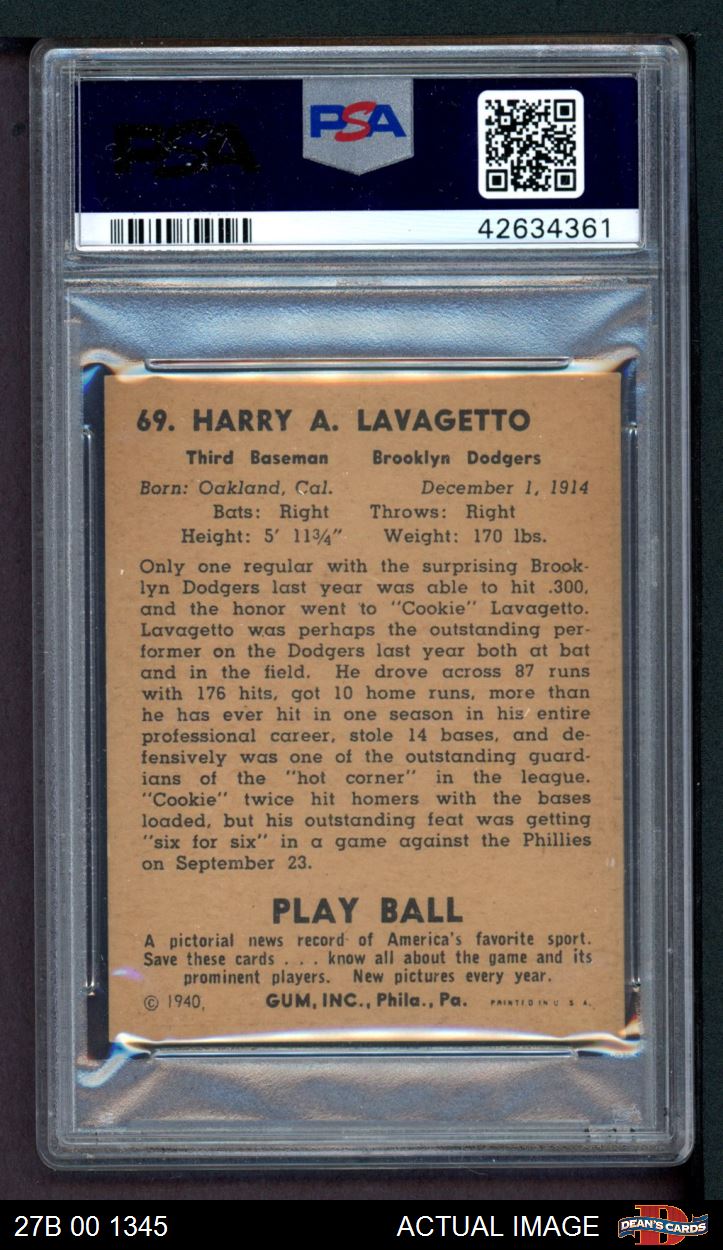 PSA
PSA
42634361
69. HARRY A. LAVAGETTO
Third Baseman Brooklyn Dodgers
Born: Oakland, Cal. December 1, 1914
Bats: Right Throws: Right
Height: 5' 11¾" Weight: 170 lbs.
Only one regular with the surprising Brook-
lyn Dodgers last year was able to hit .300,
and the honor went to "Cookie" Lavagetto.
Lavagetto was perhaps the outstanding per-
former on the Dodgers last year both at bat
and in the field. He drove across 87 runs
with 176 hits, got 10 home runs, more than
he has ever hit in one season in his entire
professional career, stole 14 bases, and de-
fensively was one of the outstanding guard-
ians of the "hot corner" in the league.
"Cookie" twice hit homers with the bases
loaded, but his outstanding feat was getting
"six for six" in a game against the Phillies
on September 23.
PLAY BALL
A pictorial news record of America's favorite sport.
Save these cards . . . know all about the game and its
prominent players. New pictures every year.
© 1940, GUM, INC., Phila., Pa. PRINTED IN U. S. A.
27B 00 1345 ACTUAL IMAGE DEAN'S CARDS